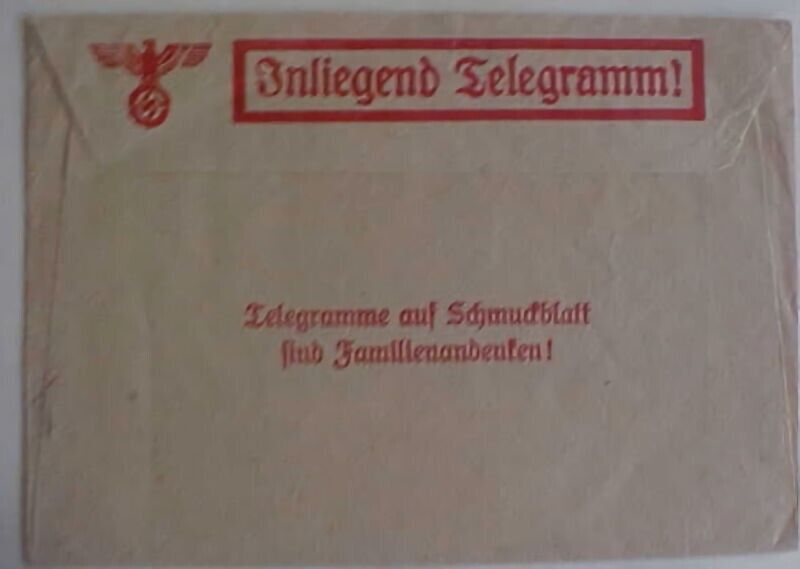 Inliegend Telegramm!
Telegramme auf Schmuckblatt
sind Familienandenken!